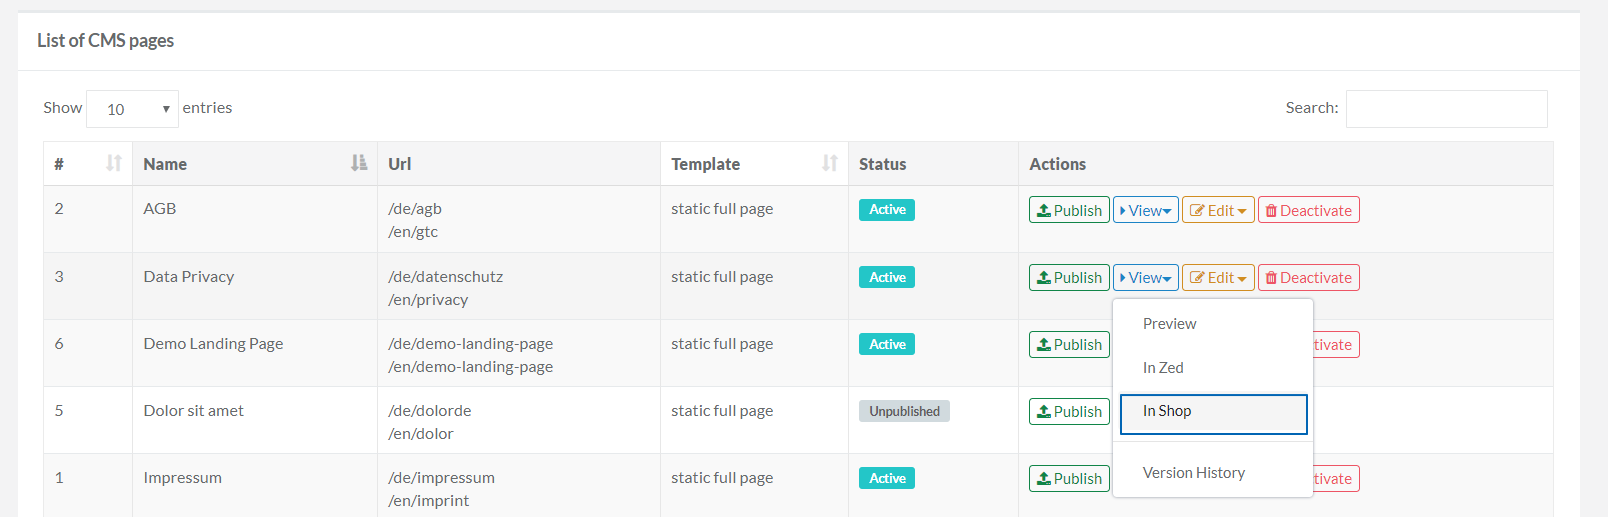 List of CMS pages
Show 10 entries Search:
# Name Url Template Status Actions
2 AGB /de/agb static full page Active Publish View Edit Deactivate
/en/gtc
3 Data Privacy /de/datenschutz static full page Active Publish View Edit Deactivate
/en/privacy
Preview
6 Demo Landing Page /de/demo-landing-page static full page Active Publish tivate
/en/demo-landing-page
In Zed
5 Dolor sit amet /de/dolorde static full page Unpublished Publish In Shop
/en/dolor
1 Impressum /de/impressum static full page Active Publish Version History tivate
/en/imprint